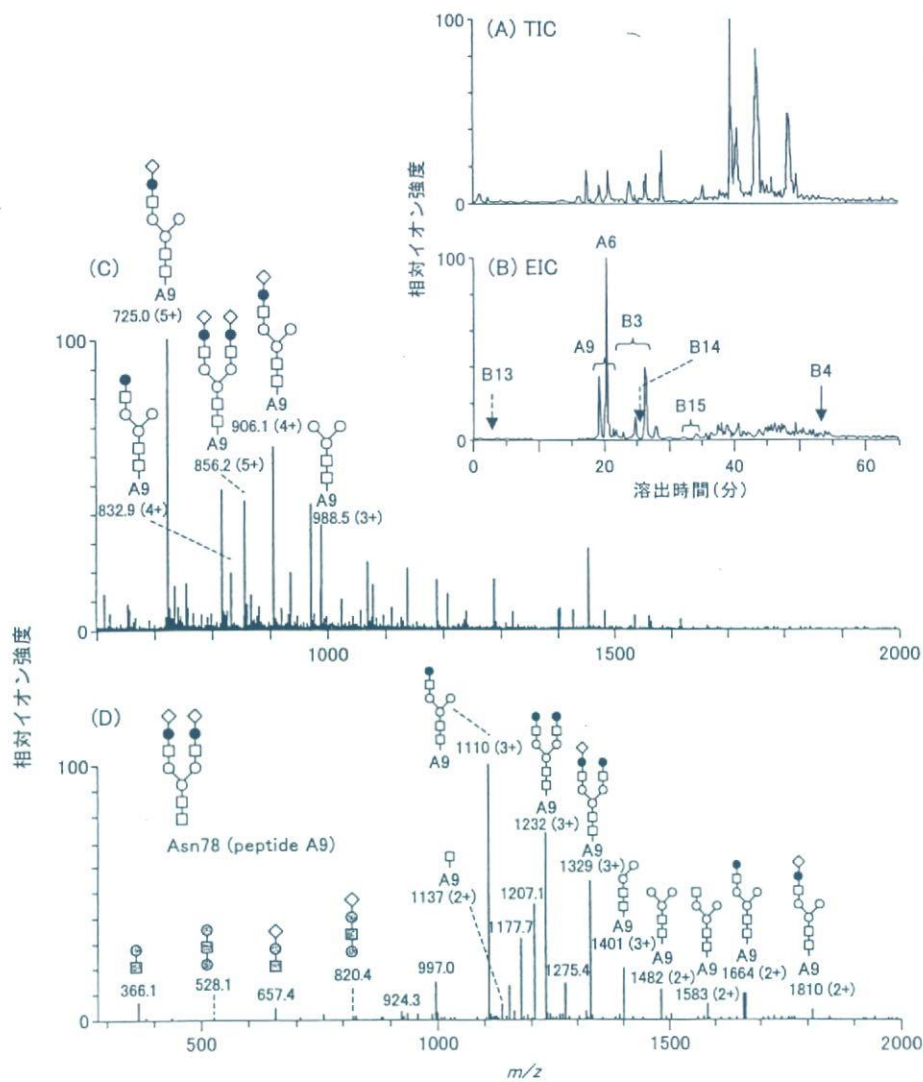 (A) TIC
100
0
相対イオン強度
(B) EIC
100
0
A6
A9
B3
B14
B13
B15
B4
0
20
40
60
溶出時間(分)
(C)
100
0
A9
725.0 (5+)
A9
856.2 (5+)
A9
906.1 (4+)
A9
832.9 (4+)
A9
988.5 (3+)
1000
1500
2000
相対イオン強度
(D)
100
0
Asn78 (peptide A9)
366.1
528.1
657.4
820.4
924.3
997.0
A9
1110 (3+)
A9
1137 (2+)
1177.7
1207.1
A9
1232 (3+)
1275.4
A9
1329 (3+)
A9
1401 (3+)
A9
1482 (2+)
A9
1583 (2+)
A9
1664 (2+)
A9
1810 (2+)
500
1000
1500
2000
m/z